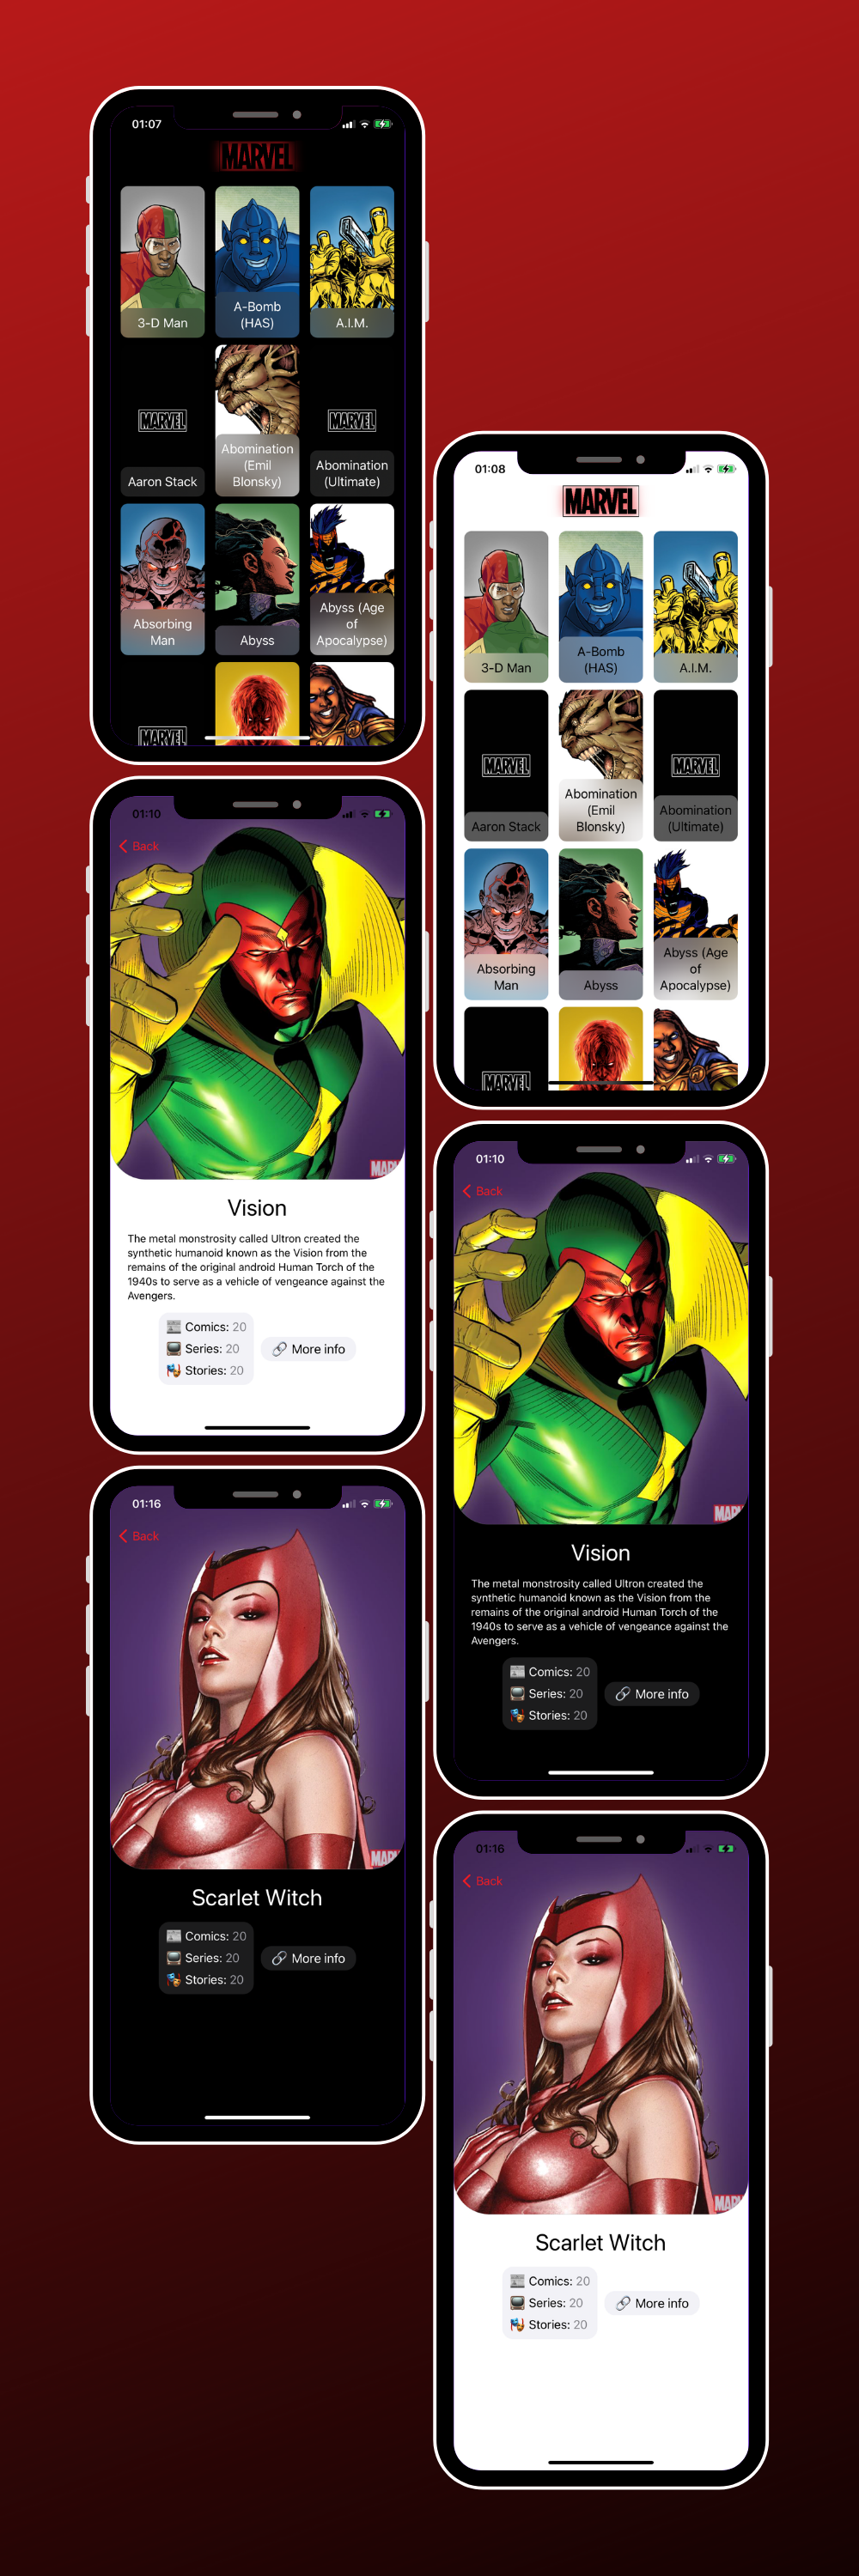 01:07
MARVEL
3-D Man
A-Bomb
(HAS)
A.I.M.
MARVEL
Aaron Stack
Abomination
(Emil
Blonsky)
MARVEL
Abomination
(Ultimate)
Absorbing
Man
Abyss
Abyss (Age
of
Apocalypse)
MARVEL
01:08
MARVEL
3-D Man
A-Bomb
(HAS)
A.I.M.
MARVEL
Aaron Stack
Abomination
(Emil
Blonsky)
MARVEL
Abomination
(Ultimate)
Absorbing
Man
Abyss
Abyss (Age
of
Apocalypse)
MARVEL
01:10
Back
MARV
Vision
The metal monstrosity called Ultron created the
synthetic humanoid known as the Vision from the
remains of the original android Human Torch of the
1940s to serve as a vehicle of vengeance against the
Avengers.
Comics: 20
Series: 20
Stories: 20
More info
01:10
Back
MARV
Vision
The metal monstrosity called Ultron created the
synthetic humanoid known as the Vision from the
remains of the original android Human Torch of the
1940s to serve as a vehicle of vengeance against the
Avengers.
Comics: 20
Series: 20
Stories: 20
More info
01:16
Back
MARV
Scarlet Witch
Comics: 20
Series: 20
Stories: 20
More info
01:16
Back
MARV
Scarlet Witch
Comics: 20
Series: 20
Stories: 20
More info